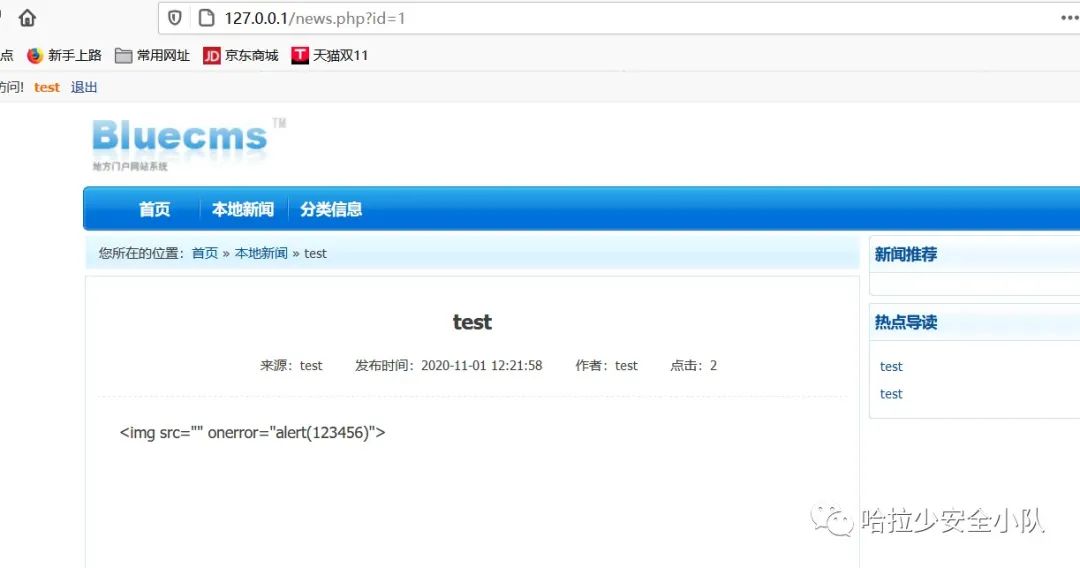 127.0.0.1/news.php?id=1
点 新手上路 常用网址 JD 京东商城 T 天猫双11
访问! test 退出
Bluecms TM
地方门户网站系统
首页 本地新闻 分类信息
您所在的位置：首页 » 本地新闻 » test
新闻推荐
test
热点导读
来源：test 发布时间：2020-11-01 12:21:58 作者：test 点击：2
test
test
<img src="" onerror="alert(123456)">
哈拉少安全小队